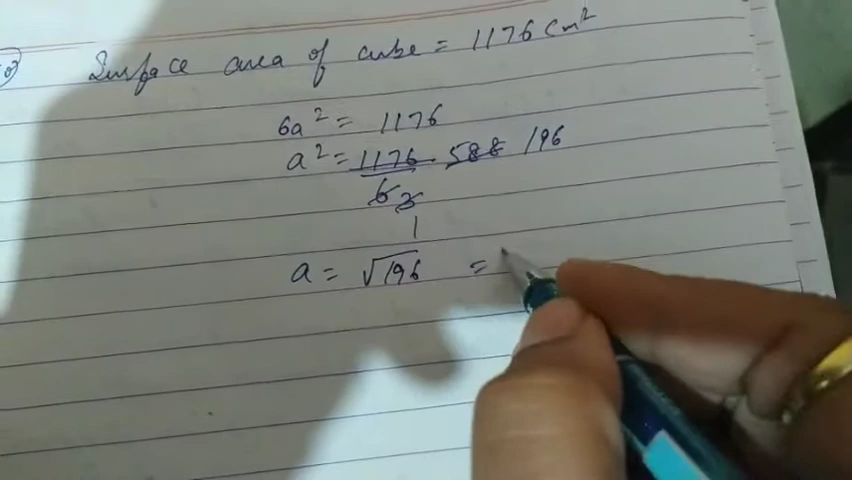 Surface area of cube = 1176 cm²
6a² = 1176
a² = 1176 588 196
6 3
1
a = √196 =